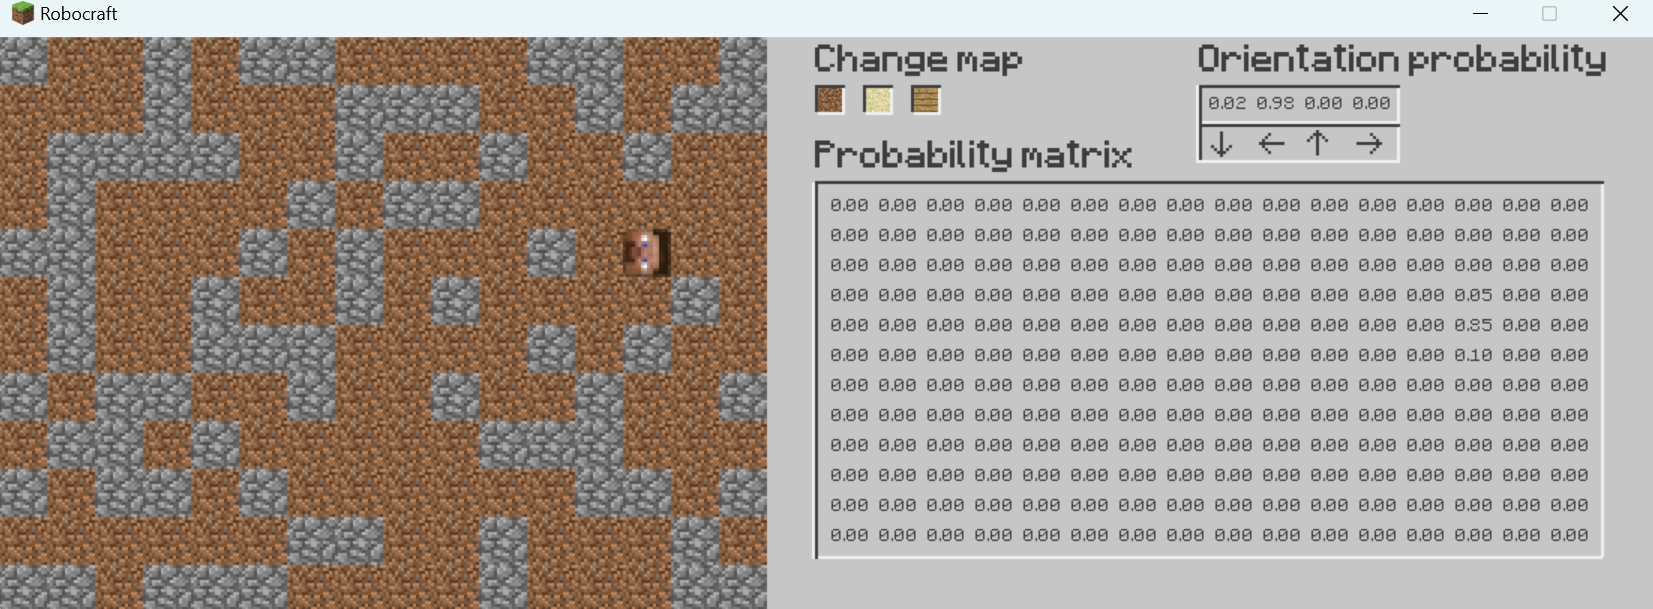 Robocraft
Change map
Orientation probability
0.02 0.98 0.00 0.00
↓ ← ↑ →
Probability matrix
0.00 0.00 0.00 0.00 0.00 0.00 0.00 0.00 0.00 0.00 0.00 0.00 0.00 0.00 0.00 0.00
0.00 0.00 0.00 0.00 0.00 0.00 0.00 0.00 0.00 0.00 0.00 0.00 0.00 0.00 0.00 0.00
0.00 0.00 0.00 0.00 0.00 0.00 0.00 0.00 0.00 0.00 0.00 0.00 0.00 0.00 0.00 0.00
0.00 0.00 0.00 0.00 0.00 0.00 0.00 0.00 0.00 0.00 0.00 0.00 0.00 0.05 0.00 0.00
0.00 0.00 0.00 0.00 0.00 0.00 0.00 0.00 0.00 0.00 0.00 0.00 0.00 0.85 0.00 0.00
0.00 0.00 0.00 0.00 0.00 0.00 0.00 0.00 0.00 0.00 0.00 0.00 0.00 0.10 0.00 0.00
0.00 0.00 0.00 0.00 0.00 0.00 0.00 0.00 0.00 0.00 0.00 0.00 0.00 0.00 0.00 0.00
0.00 0.00 0.00 0.00 0.00 0.00 0.00 0.00 0.00 0.00 0.00 0.00 0.00 0.00 0.00 0.00
0.00 0.00 0.00 0.00 0.00 0.00 0.00 0.00 0.00 0.00 0.00 0.00 0.00 0.00 0.00 0.00
0.00 0.00 0.00 0.00 0.00 0.00 0.00 0.00 0.00 0.00 0.00 0.00 0.00 0.00 0.00 0.00
0.00 0.00 0.00 0.00 0.00 0.00 0.00 0.00 0.00 0.00 0.00 0.00 0.00 0.00 0.00 0.00
0.00 0.00 0.00 0.00 0.00 0.00 0.00 0.00 0.00 0.00 0.00 0.00 0.00 0.00 0.00 0.00